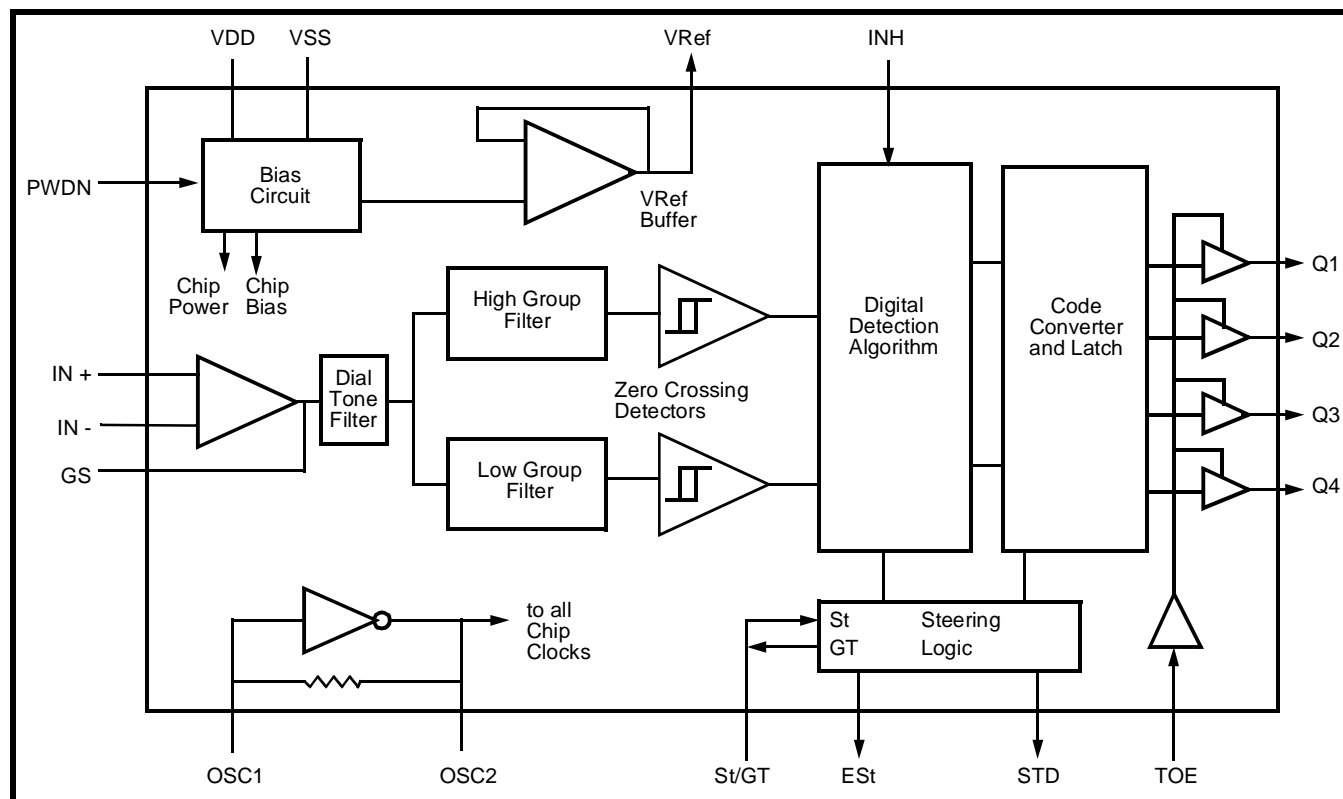 VDD
VSS
VRef
INH
PWDN
Bias
Circuit
VRef
Buffer
Chip
Power
Chip
Bias
High Group
Filter
Digital
Detection
Algorithm
Code
Converter
and Latch
Q1
Q2
Q3
Q4
IN +
IN -
GS
Dial
Tone
Filter
Zero Crossing
Detectors
Low Group
Filter
to all
Chip
Clocks
St
GT
Steering
Logic
OSC1
OSC2
St/GT
ESt
STD
TOE